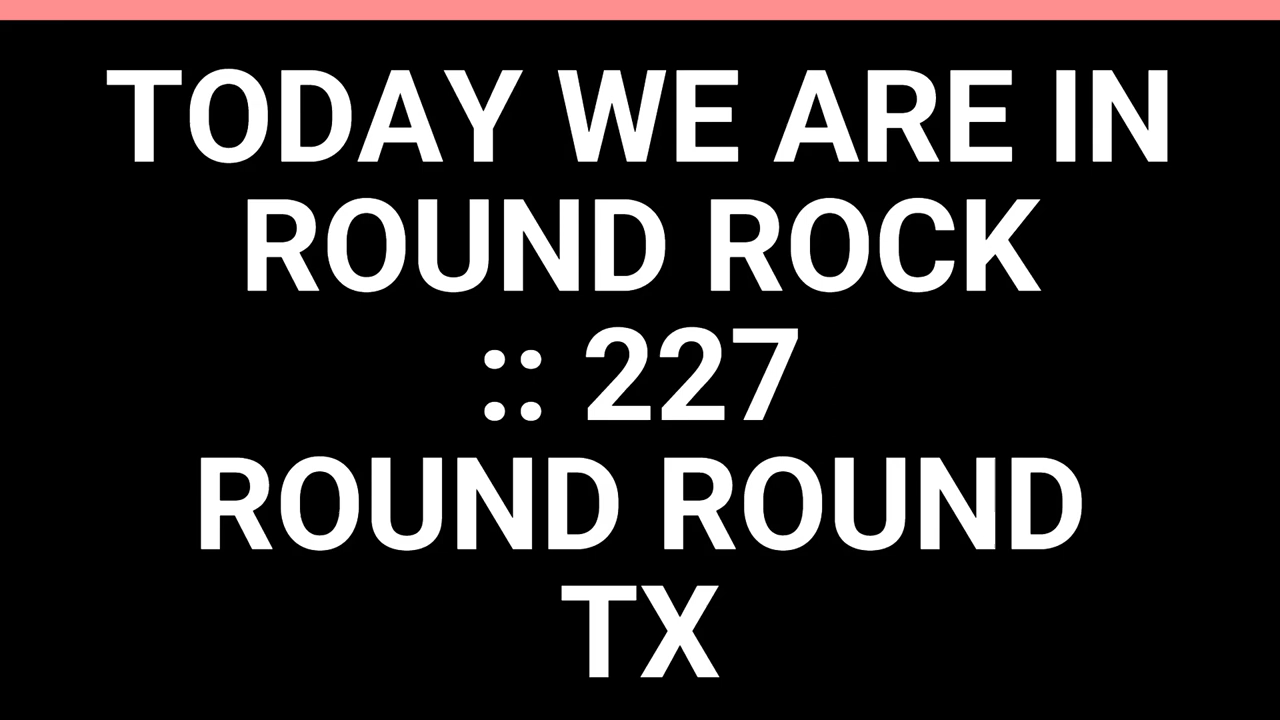 TODAY WE ARE IN
ROUND ROCK
:: 227
ROUND ROUND
TX